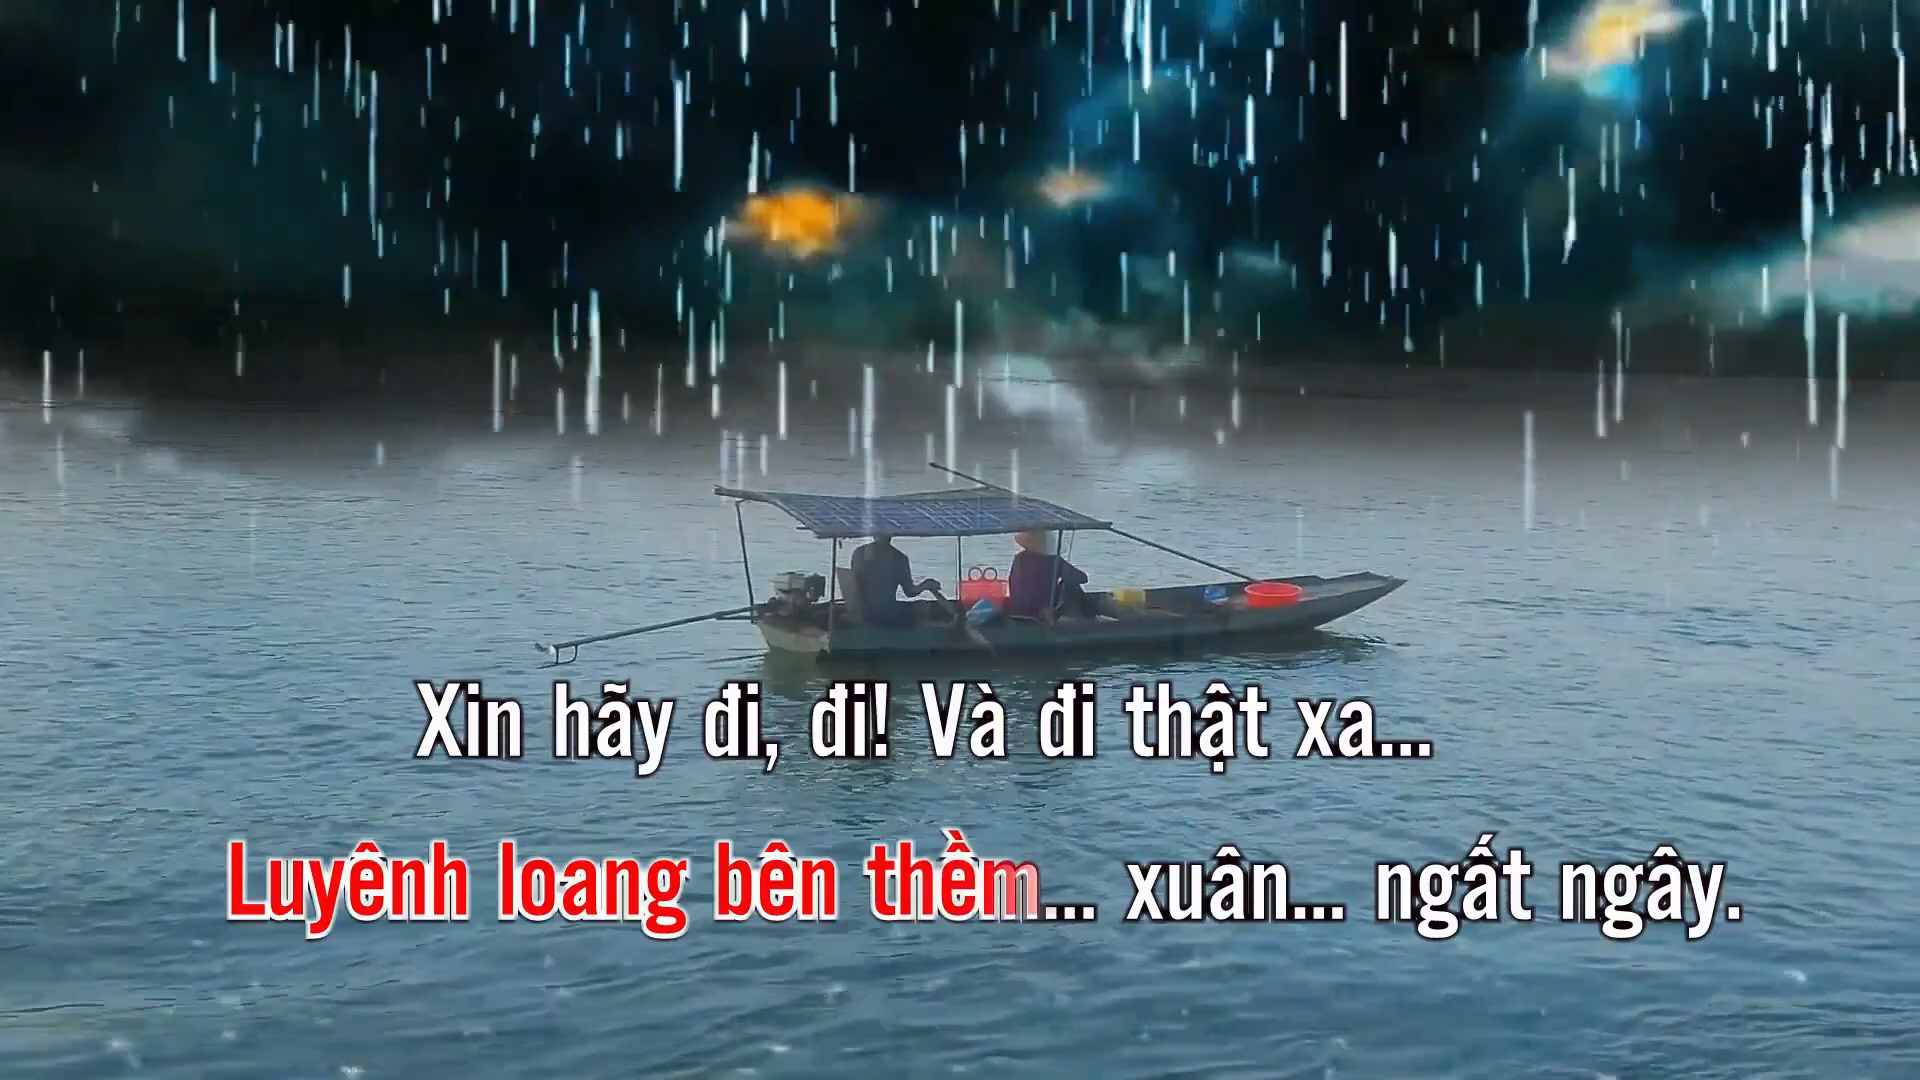 Xin hãy đi, đi! Và đi thật xa...
Luyênh loang bên thềm... xuân... ngất ngây.